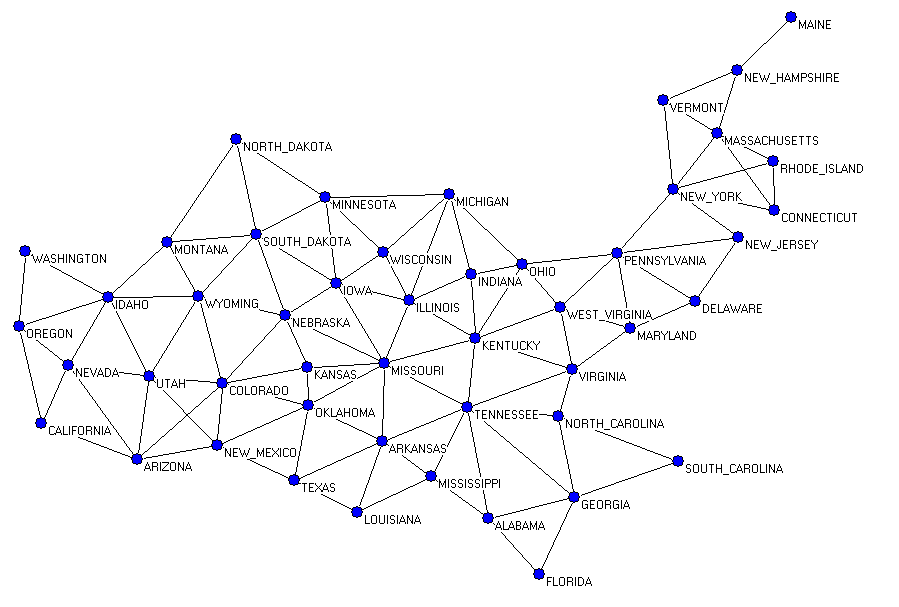 MAINE
NEW_HAMPSHIRE
VERMONT
MASSACHUSETTS
NORTH_DAKOTA
RHODE_ISLAND
NEW_YORK
MINNESOTA
MICHIGAN
CONNECTICUT
SOUTH_DAKOTA
NEW_JERSEY
MONTANA
WASHINGTON
WISCONSIN
PENNSYLVANIA
OHIO
INDIANA
IOWA
IDAHO
WYOMING
ILLINOIS
DELAWARE
WEST_VIRGINIA
NEBRASKA
OREGON
MARYLAND
KENTUCKY
NEVADA
KANSAS
MISSOURI
VIRGINIA
UTAH
COLORADO
OKLAHOMA
TENNESSEE
NORTH_CAROLINA
CALIFORNIA
ARKANSAS
NEW_MEXICO
ARIZONA
SOUTH_CAROLINA
MISSISSIPPI
TEXAS
GEORGIA
LOUISIANA
ALABAMA
FLORIDA